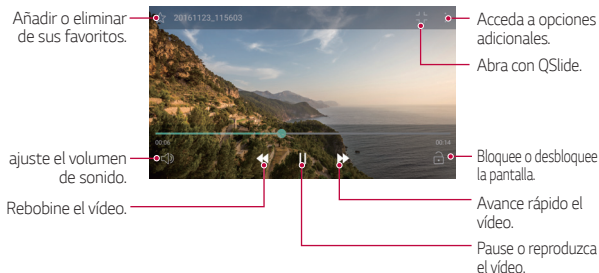 Añadir o eliminar
de sus favoritos.
20161123_115603
Acceda a opciones
adicionales.
Abra con QSlide.
00:06
00:14
ajuste el volumen
de sonido.
Bloquee o desbloquee
la pantalla.
Rebobine el vídeo.
Avance rápido el
vídeo.
Pause o reproduzca
el vídeo.